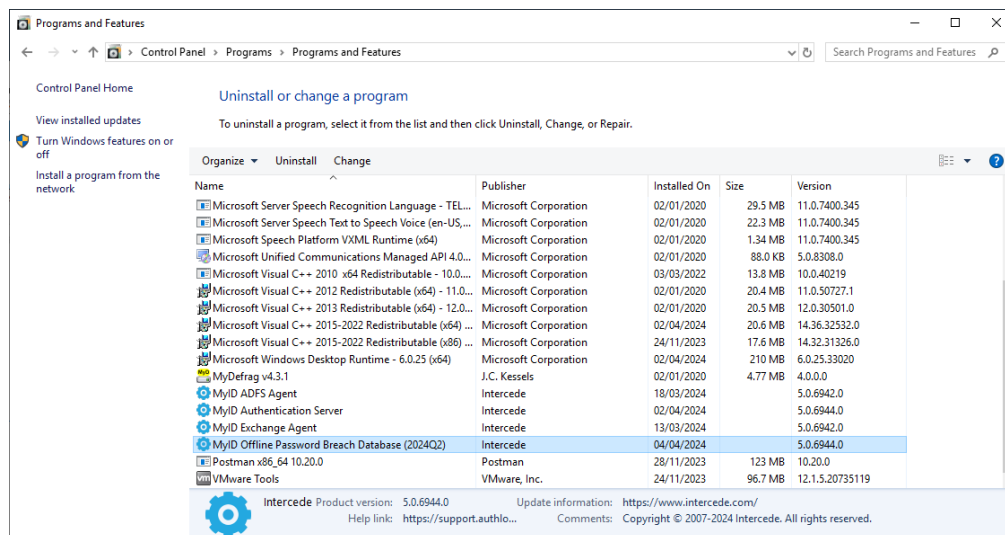 Programs and Features
Control Panel > Programs > Programs and Features
Search Programs and Features
Control Panel Home
View installed updates
Turn Windows features on or
off
Install a program from the
network
Uninstall or change a program
To uninstall a program, select it from the list and then click Uninstall, Change, or Repair.
Organize Uninstall Change
Name Publisher Installed On Size Version
Microsoft Server Speech Recognition Language - TEL... Microsoft Corporation 02/01/2020 29.5 MB 11.0.7400.345
Microsoft Server Speech Text to Speech Voice (en-US,... Microsoft Corporation 02/01/2020 22.3 MB 11.0.7400.345
Microsoft Speech Platform VXML Runtime (x64) Microsoft Corporation 02/01/2020 1.34 MB 11.0.7400.345
Microsoft Unified Communications Managed API 4.0... Microsoft Corporation 02/01/2020 88.0 KB 5.0.8308.0
Microsoft Visual C++ 2010 x64 Redistributable - 10.0.... Microsoft Corporation 03/03/2022 13.8 MB 10.0.40219
Microsoft Visual C++ 2012 Redistributable (x64) - 11.0... Microsoft Corporation 02/01/2020 20.4 MB 11.0.50727.1
Microsoft Visual C++ 2013 Redistributable (x64) - 12.0... Microsoft Corporation 02/01/2020 20.5 MB 12.0.30501.0
Microsoft Visual C++ 2015-2022 Redistributable (x64) ... Microsoft Corporation 02/04/2024 20.6 MB 14.36.32532.0
Microsoft Visual C++ 2015-2022 Redistributable (x86) ... Microsoft Corporation 24/11/2023 17.6 MB 14.32.31326.0
Microsoft Windows Desktop Runtime - 6.0.25 (x64) Microsoft Corporation 02/04/2024 210 MB 6.0.25.33020
MyDefrag v4.3.1 J.C. Kessels 02/01/2020 4.77 MB 4.0.0.0
MyID ADFS Agent Intercede 18/03/2024 5.0.6942.0
MyID Authentication Server Intercede 02/04/2024 5.0.6944.0
MyID Exchange Agent Intercede 13/03/2024 5.0.6942.0
MyID Offline Password Breach Database (2024Q2) Intercede 04/04/2024 5.0.6944.0
Postman x86_64 10.20.0 Postman 28/11/2023 123 MB 10.20.0
VMware Tools VMware, Inc. 24/11/2023 96.7 MB 12.1.5.20735119
Intercede Product version: 5.0.6944.0 Update information: https://www.intercede.com/
Help link: https://support.authlo... Comments: Copyright © 2007-2024 Intercede. All rights reserved.